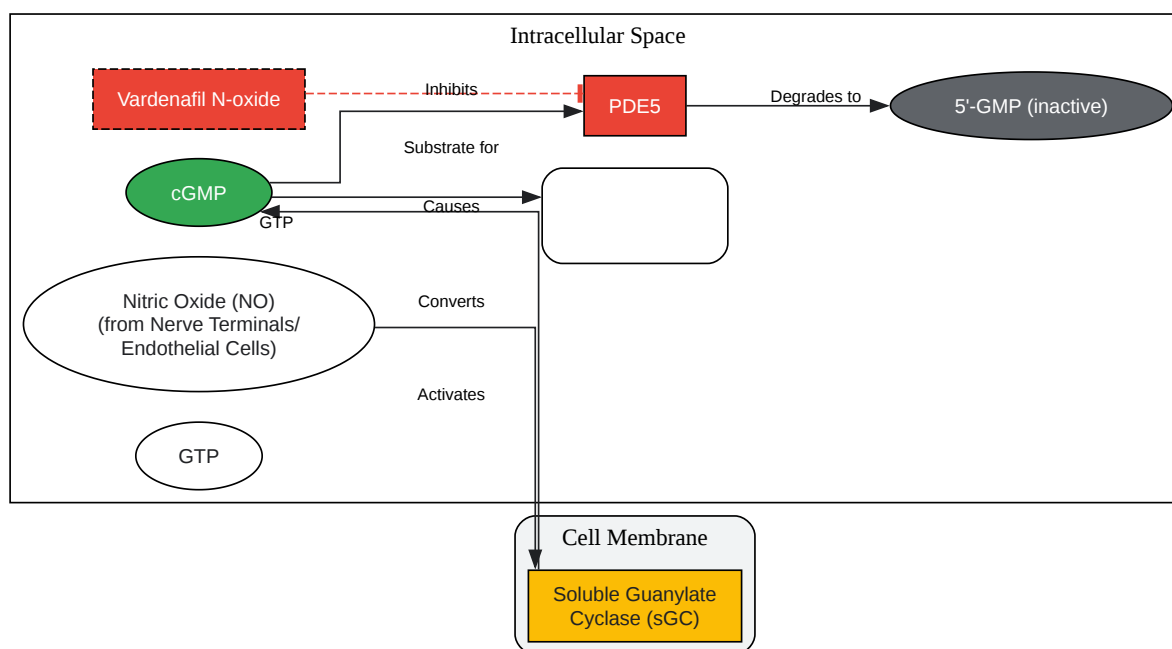 Intracellular Space
Vardenafil N-oxide
Inhibits
PDE5
Degrades to
5'-GMP (inactive)
Substrate for
cGMP
Causes
GTP
Nitric Oxide (NO)
(from Nerve Terminals/
Endothelial Cells)
Converts
Activates
GTP
Cell Membrane
Soluble Guanylate
Cyclase (sGC)